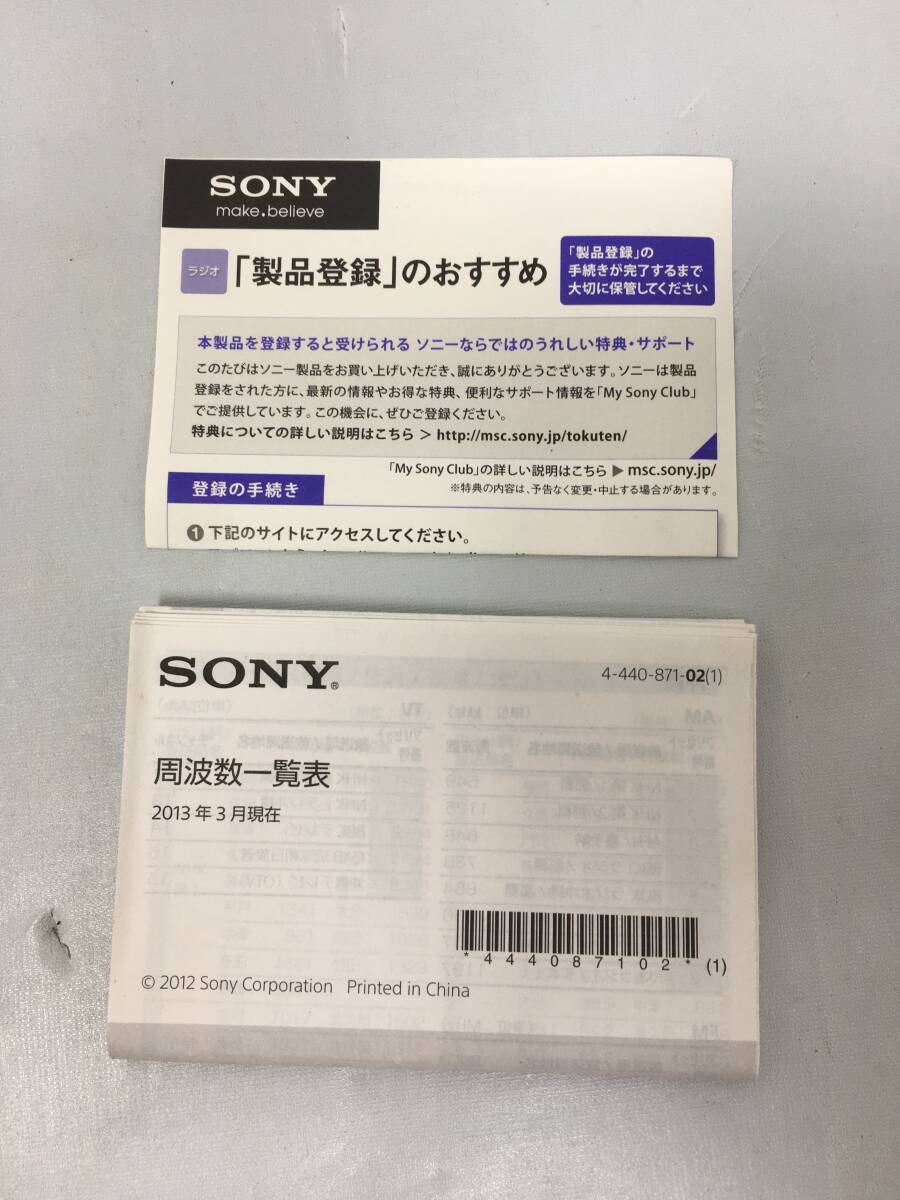 SONY
make.believe
ラジオ
「製品登録」のおすすめ
「製品登録」の
手続きが完了するまで
大切に保管してください
本製品を登録すると受けられる ソニーならではのうれしい特典・サポート
このたびはソニー製品をお買い上げいただき、誠にありがとうございます。ソニーは製品
登録をされた方に、最新の情報やお得な特典、便利なサポート情報を「My Sony Club」
でご提供しています。この機会に、ぜひご登録ください。
特典についての詳しい説明はこちら > http://msc.sony.jp/tokuten/
「My Sony Club」の詳しい説明はこちら ▶ msc.sony.jp/
※特典の内容は、予告なく変更・中止する場合があります。
登録の手続き
❶ 下記のサイトにアクセスしてください。
SONY®
4-440-871-02(1)
周波数一覧表
2013 年 3 月現在
*444087102* (1)
© 2012 Sony Corporation Printed in China